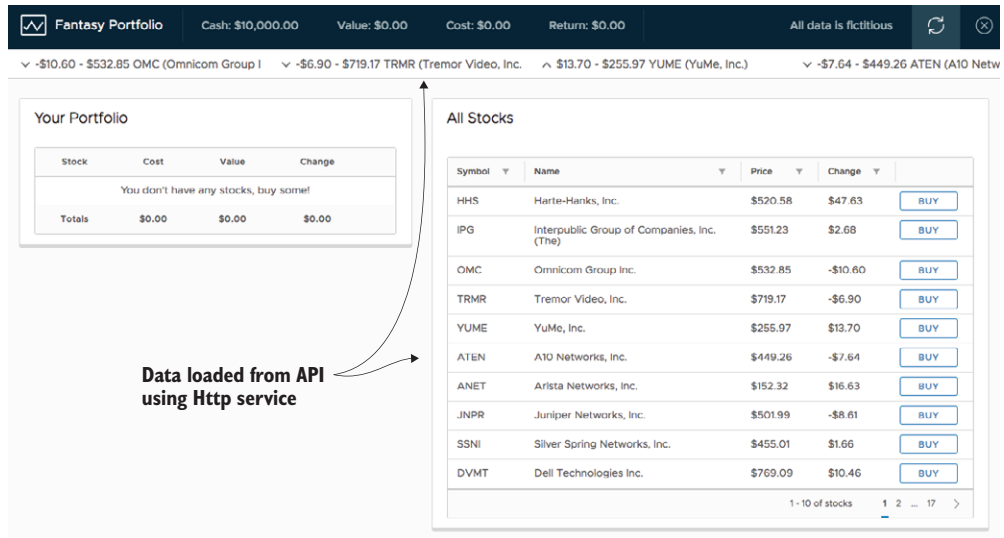 Fantasy Portfolio Cash: $10,000.00 Value: $0.00 Cost: $0.00 Return: $0.00 All data is fictitious
-$10.60 - $532.85 OMC (Omnicom Group I -$6.90 - $719.17 TRMR (Tremor Video, Inc. $13.70 - $255.97 YUME (YuMe, Inc.) -$7.64 - $449.26 ATEN (A10 Netw
Your Portfolio
Stock Cost Value Change
You don't have any stocks, buy some!
Totals $0.00 $0.00 $0.00
All Stocks
Symbol Name Price Change
HHS Harte-Hanks, Inc. $520.58 $47.63 BUY
IPG Interpublic Group of Companies, Inc. $551.23 $2.68 BUY
(The)
OMC Omnicom Group Inc. $532.85 -$10.60 BUY
TRMR Tremor Video, Inc. $719.17 -$6.90 BUY
YUME YuMe, Inc. $255.97 $13.70 BUY
ATEN A10 Networks, Inc. $449.26 -$7.64 BUY
ANET Arista Networks, Inc. $152.32 $16.63 BUY
JNPR Juniper Networks, Inc. $501.99 -$8.61 BUY
SSNI Silver Spring Networks, Inc. $455.01 $1.66 BUY
DVMT Dell Technologies Inc. $769.09 $10.46 BUY
1 - 10 of stocks 1 2 ... 17
Data loaded from API
using Http service